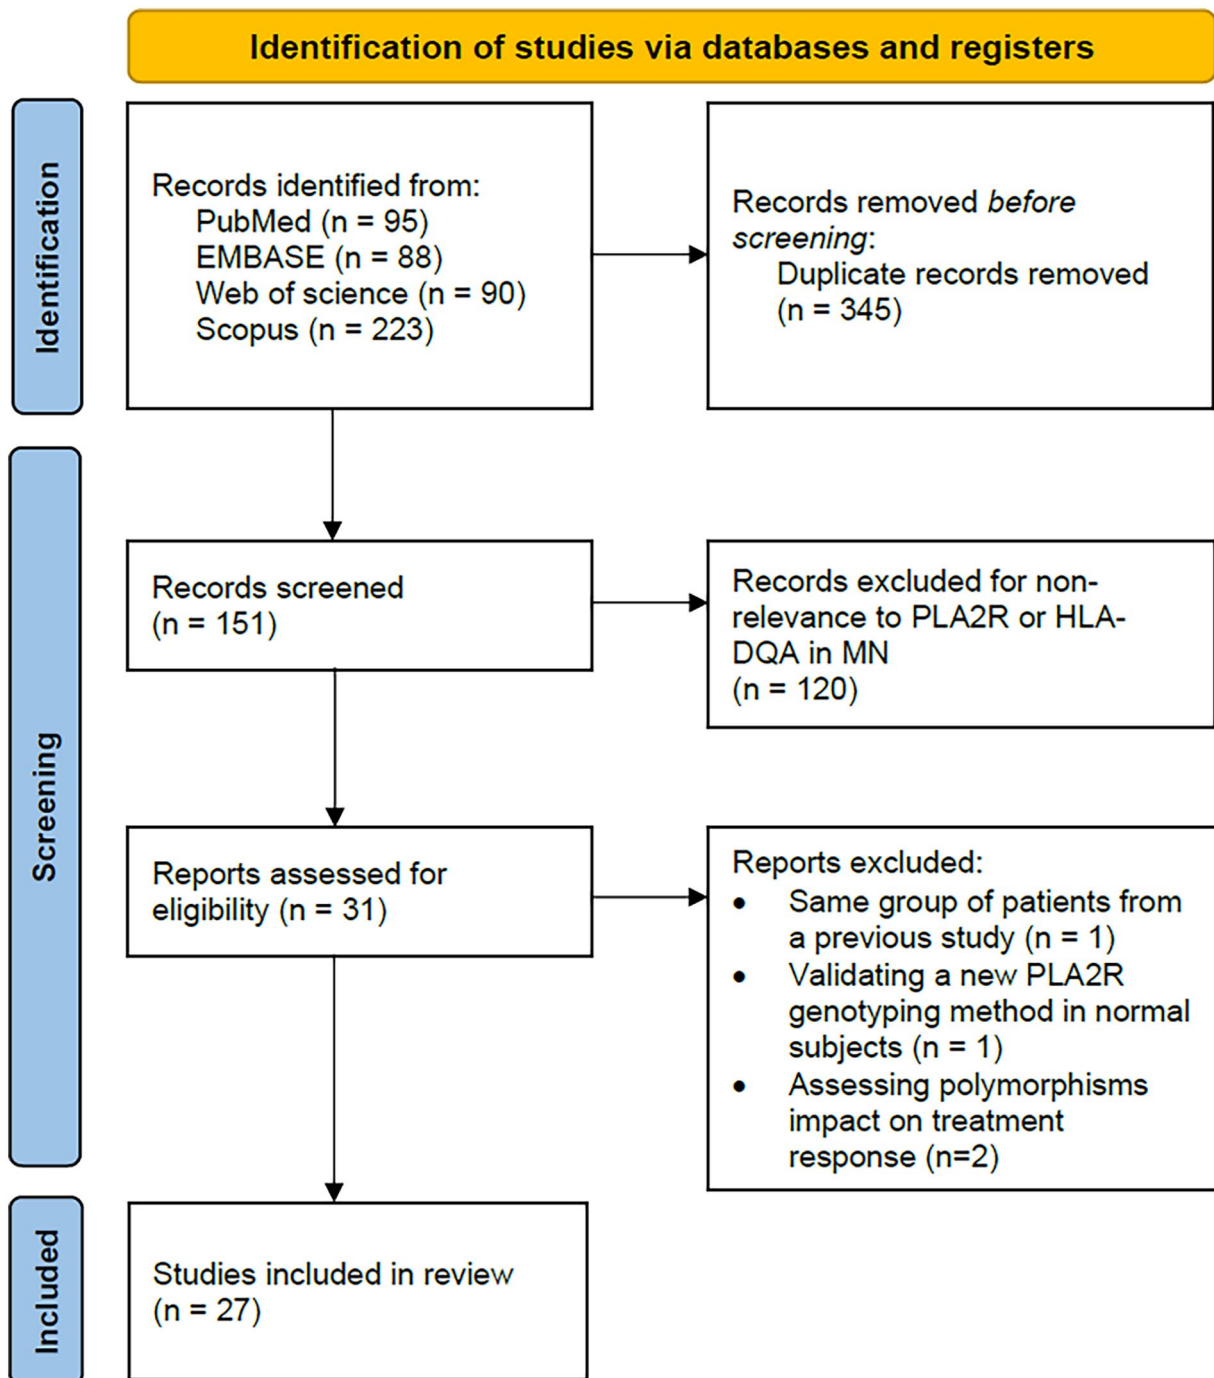 Identification of studies via databases and registers
Identification
Records identified from:
PubMed (n = 95)
EMBASE (n = 88)
Web of science (n = 90)
Scopus (n = 223)
Records removed before
screening:
Duplicate records removed
(n = 345)
Screening
Records screened
(n = 151)
Records excluded for non-
relevance to PLA2R or HLA-
DQA in MN
(n = 120)
Reports assessed for
eligibility (n = 31)
Reports excluded:
• Same group of patients from
a previous study (n = 1)
• Validating a new PLA2R
genotyping method in normal
subjects (n = 1)
• Assessing polymorphisms
impact on treatment
response (n=2)
Included
Studies included in review
(n = 27)